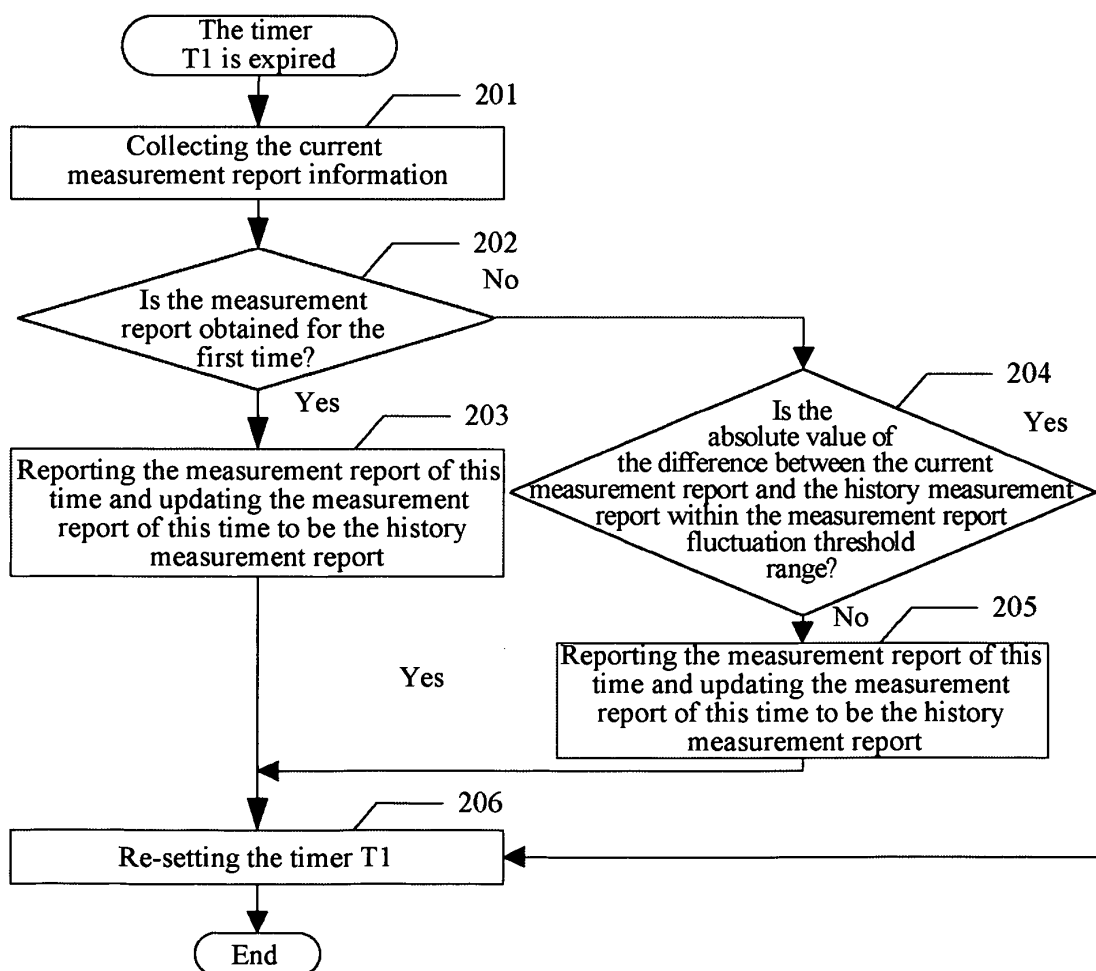 The timer
T1 is expired
201
Collecting the current
measurement report information
202
No
Is the measurement
report obtained for the
first time?
Yes
203
Reporting the measurement report of this
time and updating the measurement
report of this time to be the history
measurement report
204
Yes
Is the
absolute value of
the difference between the current
measurement report and the history measurement
report within the measurement report
fluctuation threshold
range?
No
205
Reporting the measurement report of this
time and updating the measurement
report of this time to be the history
measurement report
Yes
206
Re-setting the timer T1
End